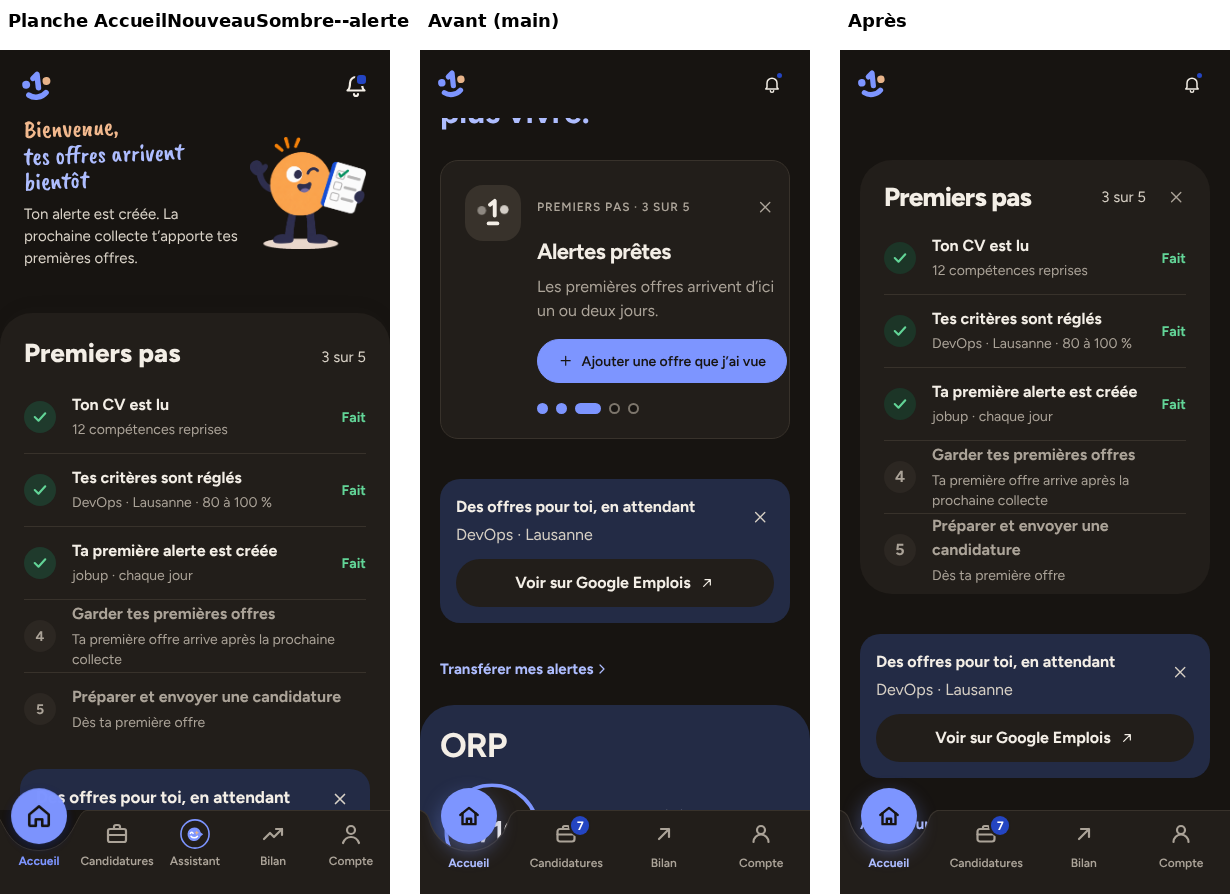 Planche AccueilNouveauSombre--alerte
Bienvenue,
tes offres arrivent
bientôt
Ton alerte est créée. La
prochaine collecte t’apporte tes
premières offres.
Premiers pas
3 sur 5
Ton CV est lu
12 compétences reprises
Fait
Tes critères sont réglés
DevOps · Lausanne · 80 à 100 %
Fait
Ta première alerte est créée
jobup · chaque jour
Fait
4
Garder tes premières offres
Ta première offre arrive après la prochaine
collecte
5
Préparer et envoyer une candidature
Dès ta première offre
s offres pour toi, en attendant
Accueil
Candidatures
Assistant
Bilan
Compte
Avant (main)
plus vivre.
PREMIERS PAS · 3 SUR 5
Alertes prêtes
Les premières offres arrivent d’ici
un ou deux jours.
Ajouter une offre que j’ai vue
Des offres pour toi, en attendant
DevOps · Lausanne
Voir sur Google Emplois
Transférer mes alertes
ORP
7
Accueil
Candidatures
Bilan
Compte
Après
Premiers pas
3 sur 5
Ton CV est lu
12 compétences reprises
Fait
Tes critères sont réglés
DevOps · Lausanne · 80 à 100 %
Fait
Ta première alerte est créée
jobup · chaque jour
Fait
4
Garder tes premières offres
Ta première offre arrive après la
prochaine collecte
5
Préparer et envoyer une
candidature
Dès ta première offre
Des offres pour toi, en attendant
DevOps · Lausanne
Voir sur Google Emplois
7
Accueil
Candidatures
Bilan
Compte